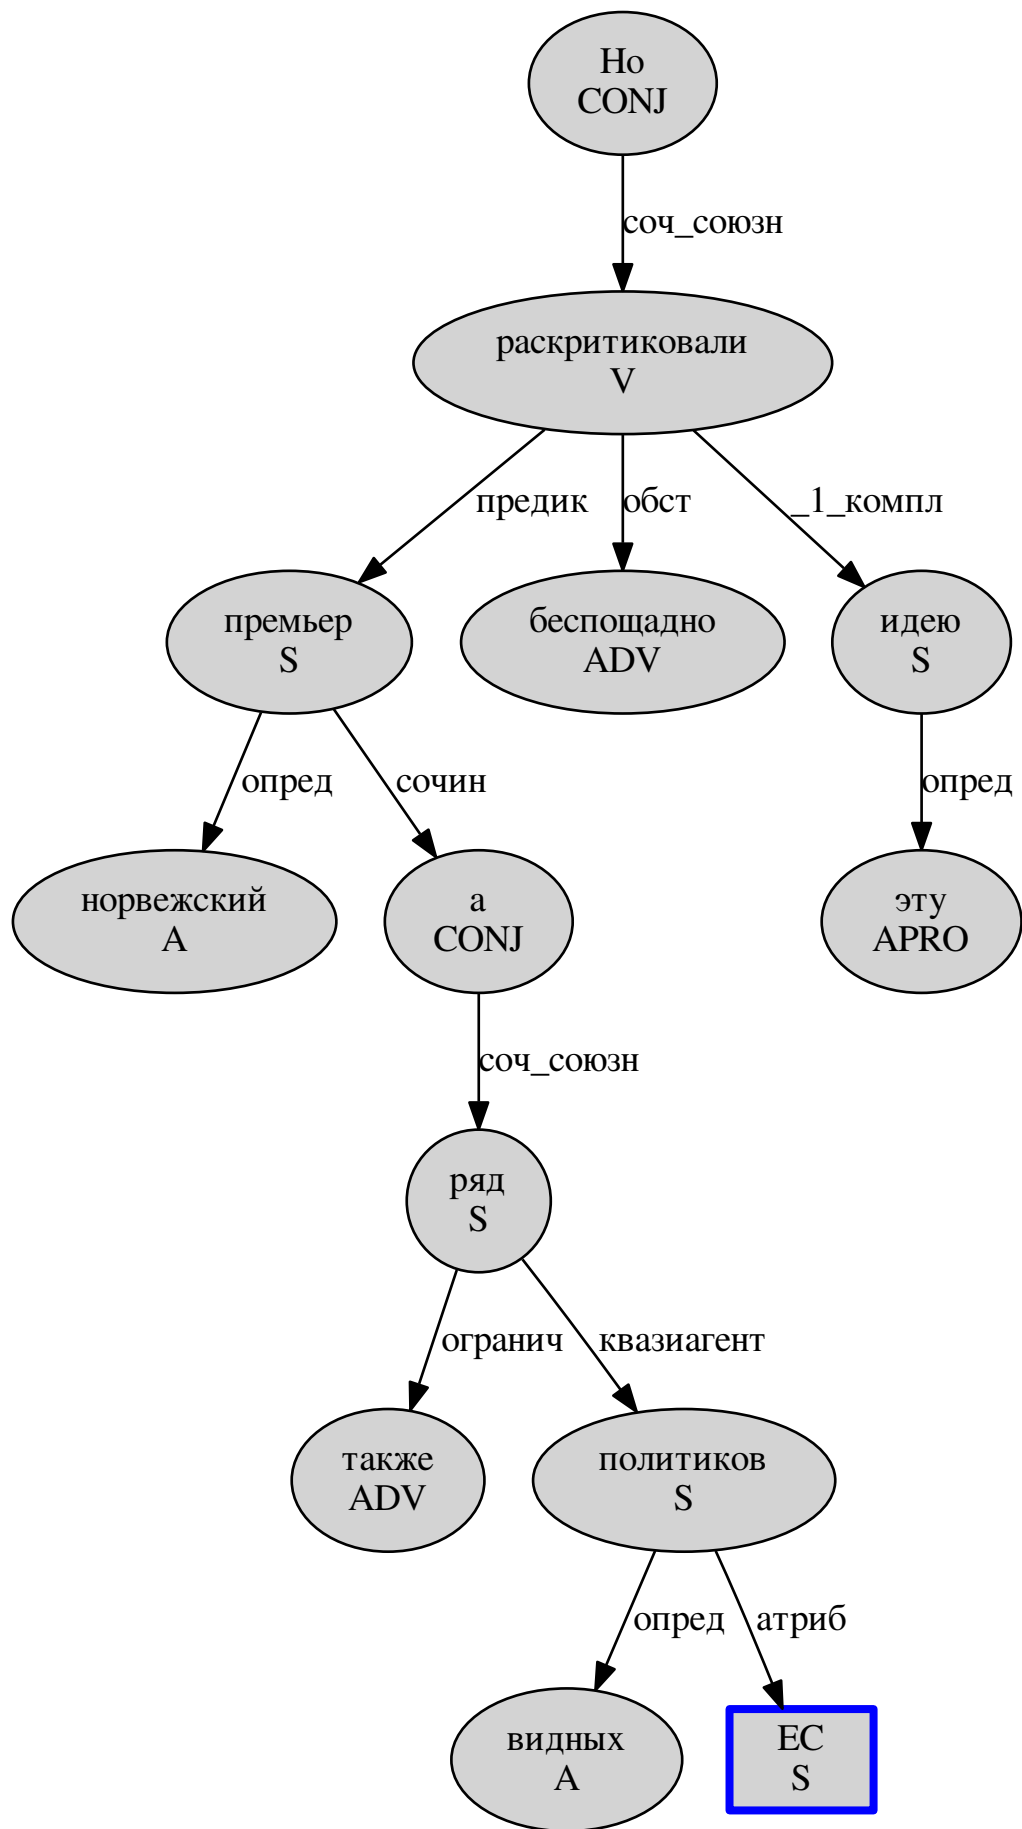 Но
CONJ
соч_союзн
раскритиковали
V
предик
обст
_1_компл
премьер
S
беспощадно
ADV
идею
S
опред
сочин
опред
норвежский
A
а
CONJ
эту
APRO
соч_союзн
ряд
S
огранич
квазиагент
также
ADV
политиков
S
опред
атриб
видных
A
ЕС
S